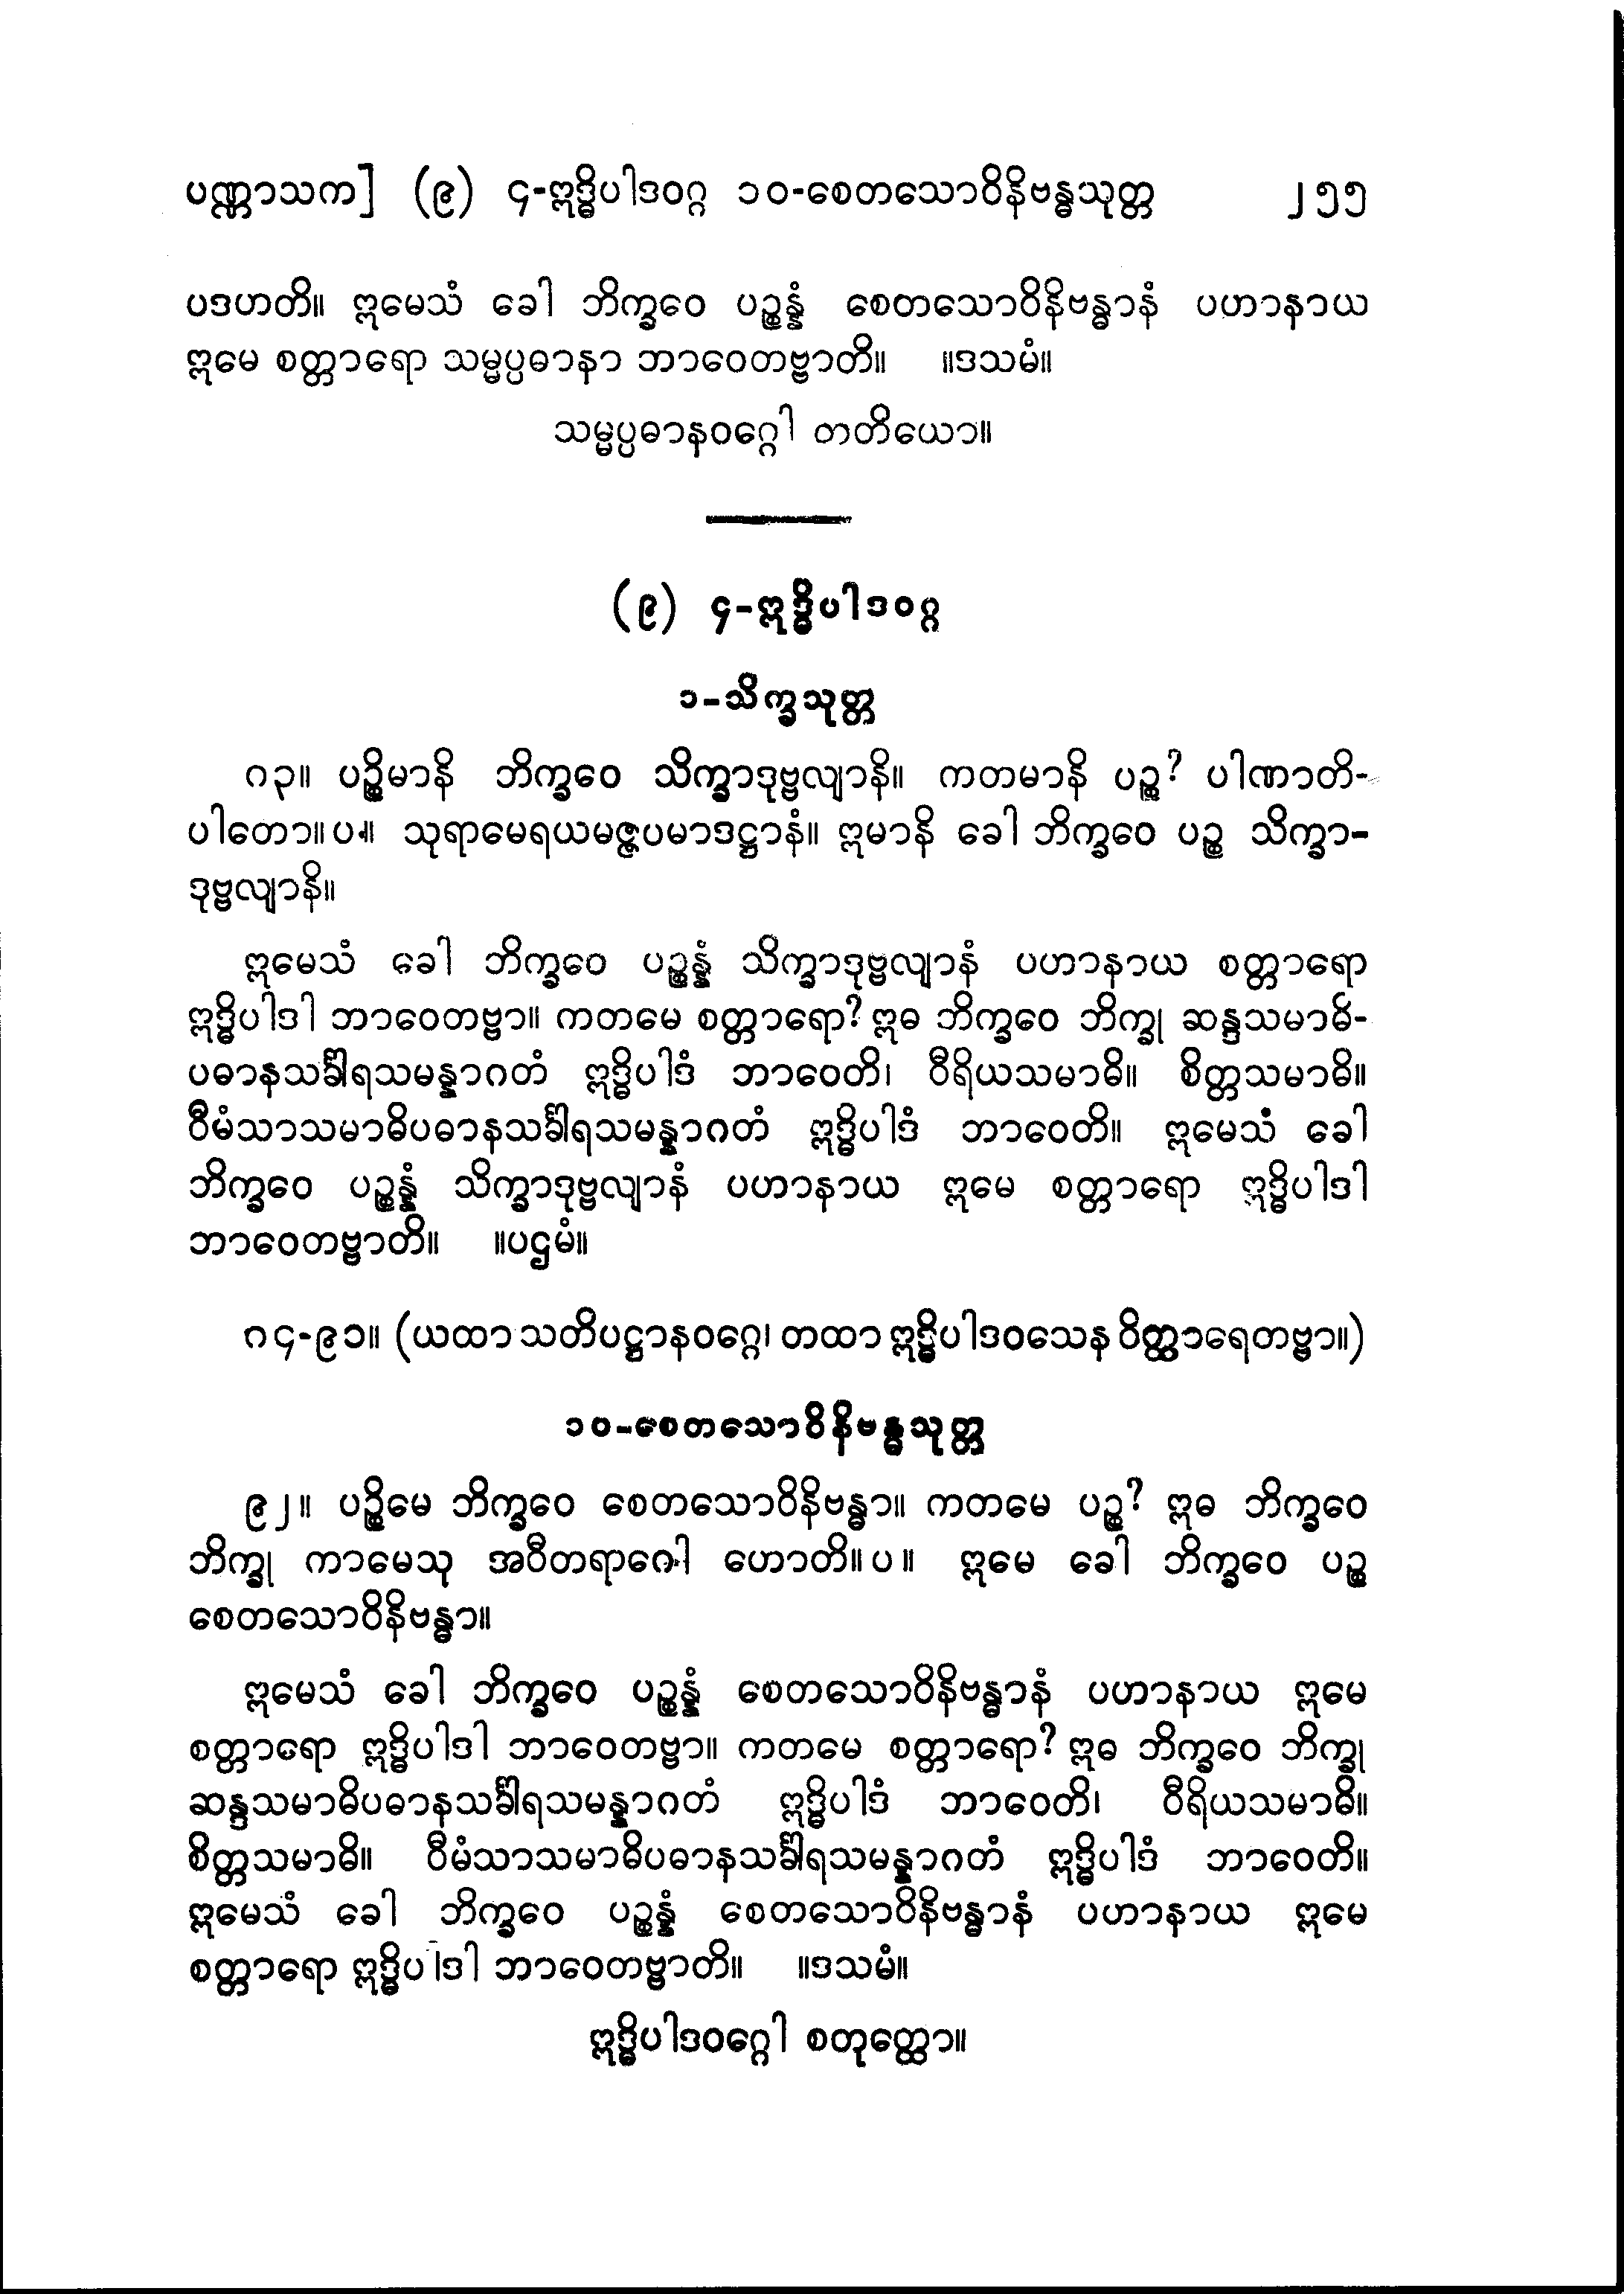 ပဏ္ဏာသက] (၉) ၄-ဣဒ္ဓိပါဒဝဂ္ဂ ၁၀-စေတသောဝိနိဗန္ဓသုတ္တ ၂၅၅
ပဒဟတိ။ ဣမေသံ ခေါ ဘိက္ခဝေ ပဉ္စန္နံ စေတသောဝိနိဗန္ဓာနံ ပဟာနာယ
ဣမေ စတ္တာရော သမ္မပ္ပဓာနာ ဘာဝေတဗ္ဗာတိ။ ။ဒသမံ။
သမ္မပ္ပဓာနဝဂ္ဂေါ တတိယော။
(၉) ၄-ဣဒ္ဓိပါဒဝဂ္ဂ
၁-သိက္ခသုတ္တ
၈၃။ ပဉ္စိမာနိ ဘိက္ခဝေ သိက္ခာဒုဗ္ဗလျာနိ။ ကတမာနိ ပဉ္စ? ပါဏာတိ-
ပါတော။ပ။ သုရာမေရယမဇ္ဇပမာဒဋ္ဌာနံ။ ဣမာနိ ခေါ ဘိက္ခဝေ ပဉ္စ သိက္ခာ-
ဒုဗ္ဗလျာနိ။
ဣမေသံ ခေါ ဘိက္ခဝေ ပဉ္စန္နံ သိက္ခာဒုဗ္ဗလျာနံ ပဟာနာယ စတ္တာရော
ဣဒ္ဓိပါဒါ ဘာဝေတဗ္ဗာ။ ကတမေ စတ္တာရော? ဣဓ ဘိက္ခဝေ ဘိက္ခု ဆန္ဒသမာဓိ-
ပဓာနသင်္ခါရသမန္နာဂတံ ဣဒ္ဓိပါဒံ ဘာဝေတိ၊ ဝီရိယသမာဓိ။ စိတ္တသမာဓိ။
ဝီမံသာသမာဓိပဓာနသင်္ခါရသမန္နာဂတံ ဣဒ္ဓိပါဒံ ဘာဝေတိ။ ဣမေသံ ခေါ
ဘိက္ခဝေ ပဉ္စန္နံ သိက္ခာဒုဗ္ဗလျာနံ ပဟာနာယ ဣမေ စတ္တာရော ဣဒ္ဓိပါဒါ
ဘာဝေတဗ္ဗာတိ။ ။ပဌမံ။
၈၄-၉၁။ (ယထာ သတိပဋ္ဌာနဝဂ္ဂေ၊ တထာ ဣဒ္ဓိပါဒဝသေန ဝိတ္ထာရေတဗ္ဗာ။)
၁၀-စေတသောဝိနိဗန္ဓသုတ္တ
၉၂။ ပဉ္စိမေ ဘိက္ခဝေ စေတသောဝိနိဗန္ဓာ။ ကတမေ ပဉ္စ? ဣဓ ဘိက္ခဝေ
ဘိက္ခု ကာမေသု အဝီတရာဂေါ ဟောတိ။ပ။ ဣမေ ခေါ ဘိက္ခဝေ ပဉ္စ
စေတသောဝိနိဗန္ဓာ။
ဣမေသံ ခေါ ဘိက္ခဝေ ပဉ္စန္နံ စေတသောဝိနိဗန္ဓာနံ ပဟာနာယ ဣမေ
စတ္တာရော ဣဒ္ဓိပါဒါ ဘာဝေတဗ္ဗာ။ ကတမေ စတ္တာရော? ဣဓ ဘိက္ခဝေ ဘိက္ခု
ဆန္ဒသမာဓိပဓာနသင်္ခါရသမန္နာဂတံ ဣဒ္ဓိပါဒံ ဘာဝေတိ၊ ဝီရိယသမာဓိ။
စိတ္တသမာဓိ။ ဝီမံသာသမာဓိပဓာနသင်္ခါရသမန္နာဂတံ ဣဒ္ဓိပါဒံ ဘာဝေတိ။
ဣမေသံ ခေါ ဘိက္ခဝေ ပဉ္စန္နံ စေတသောဝိနိဗန္ဓာနံ ပဟာနာယ ဣမေ
စတ္တာရော ဣဒ္ဓိပါဒါ ဘာဝေတဗ္ဗာတိ။ ။ဒသမံ။
ဣဒ္ဓိပါဒဝဂ္ဂေါ စတုတ္ထော။